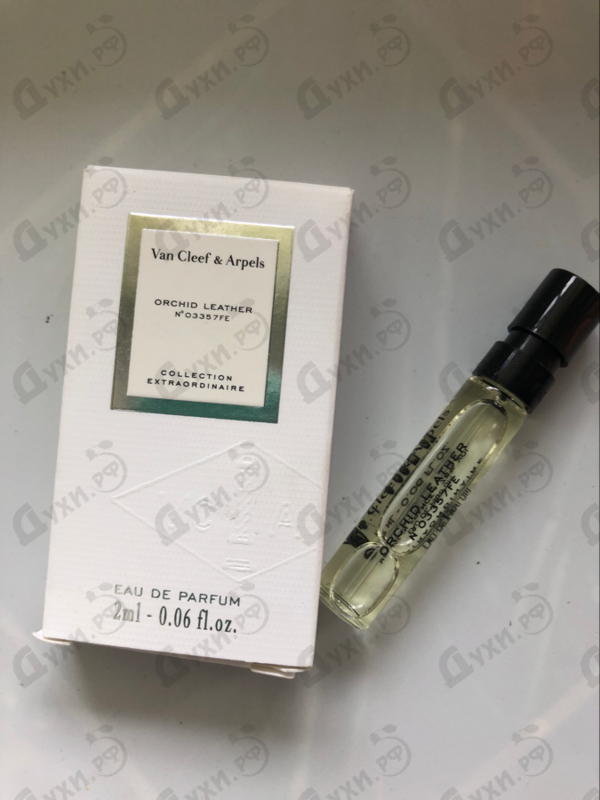 Van Cleef & Arpels
ORCHID LEATHER
N°03357FE
COLLECTION
EXTRAORDINAIRE
EAU DE PARFUM
2ml - 0.06 fl.oz.
ORCHID LEATHER
N°03357FE
Духи.рф